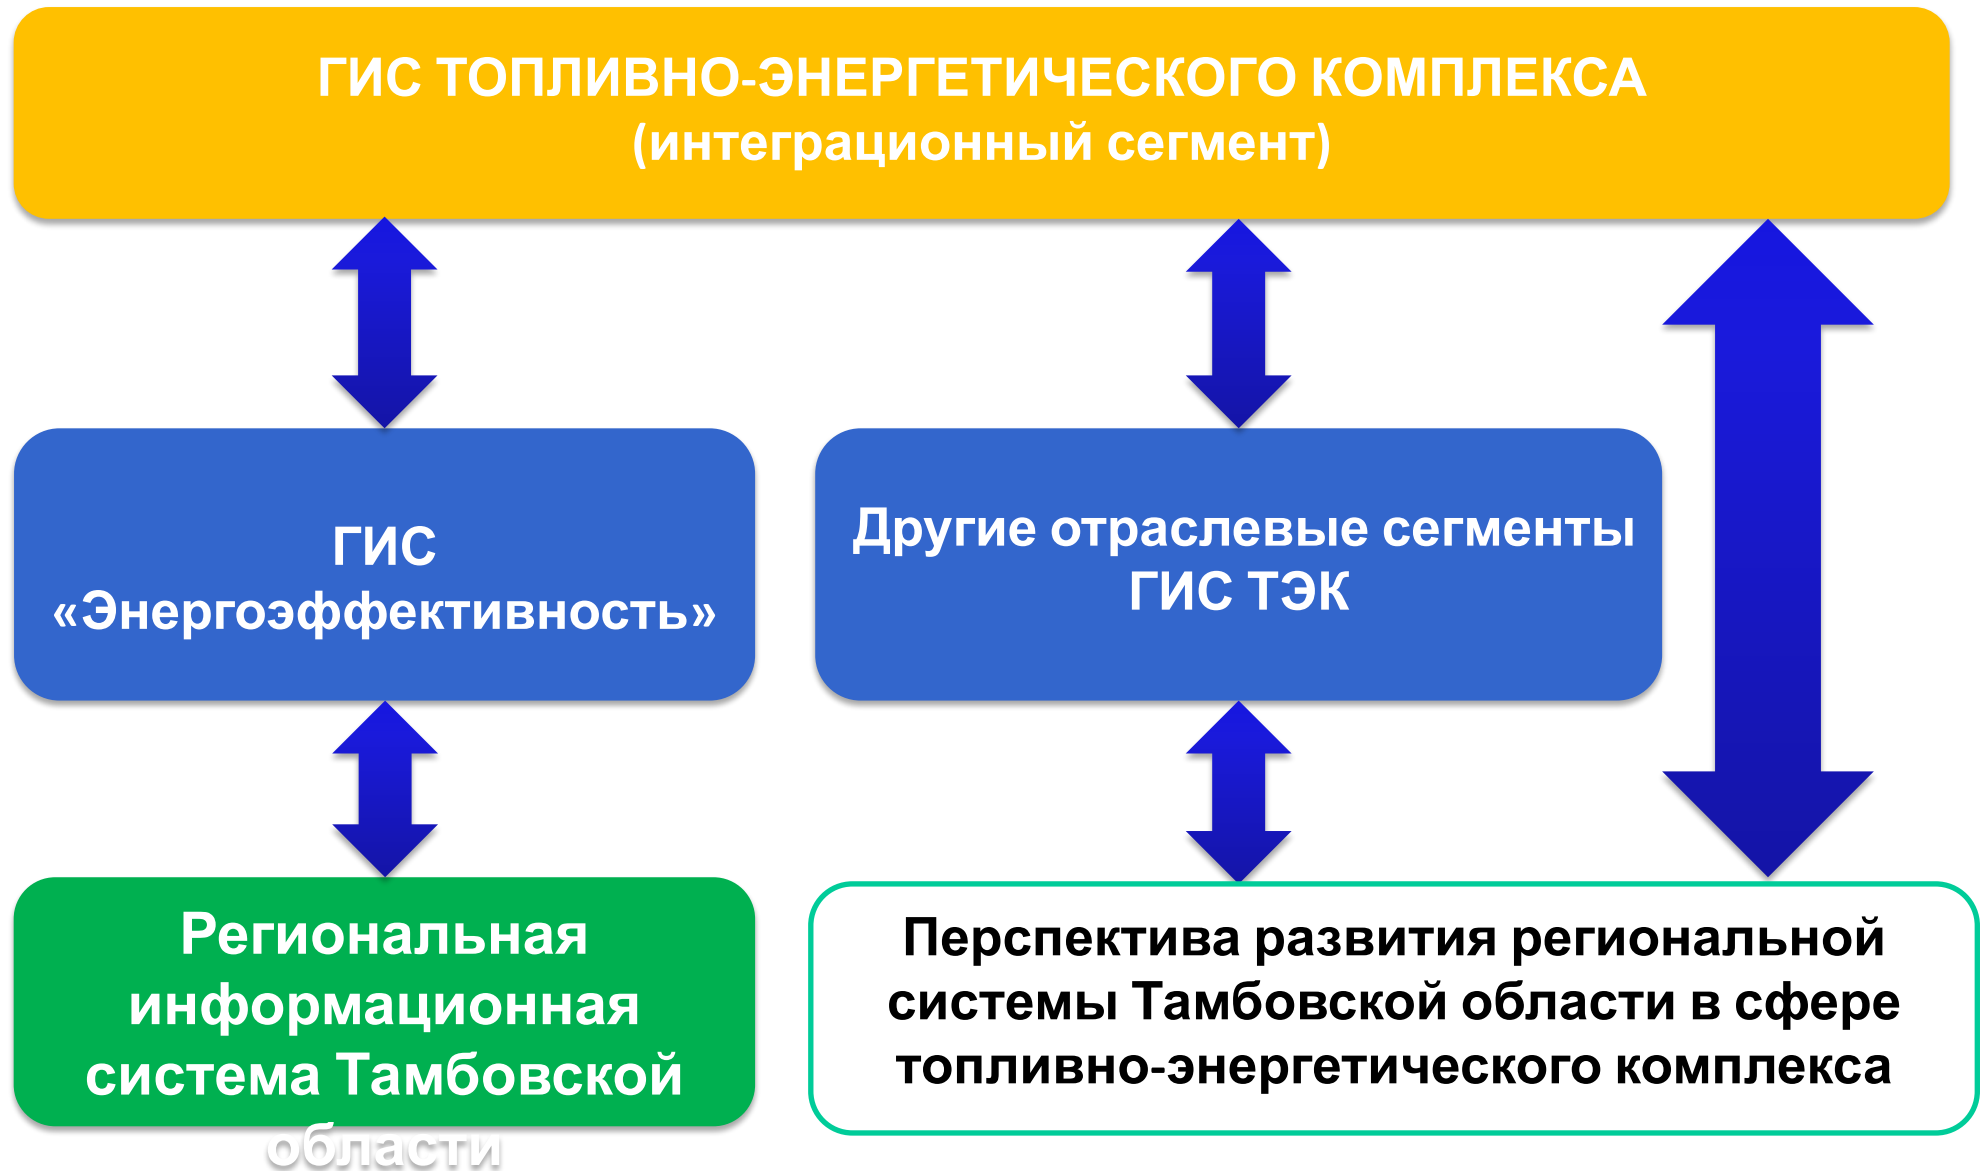 ГИС ТОПЛИВНО-ЭНЕРГЕТИЧЕСКОГО КОМПЛЕКСА
(интеграционный сегмент)
ГИС
«Энергоэффективность»
Другие отраслевые сегменты
ГИС ТЭК
Региональная
информационная
система Тамбовской
области
Перспектива развития региональной
системы Тамбовской области в сфере
топливно-энергетического комплекса